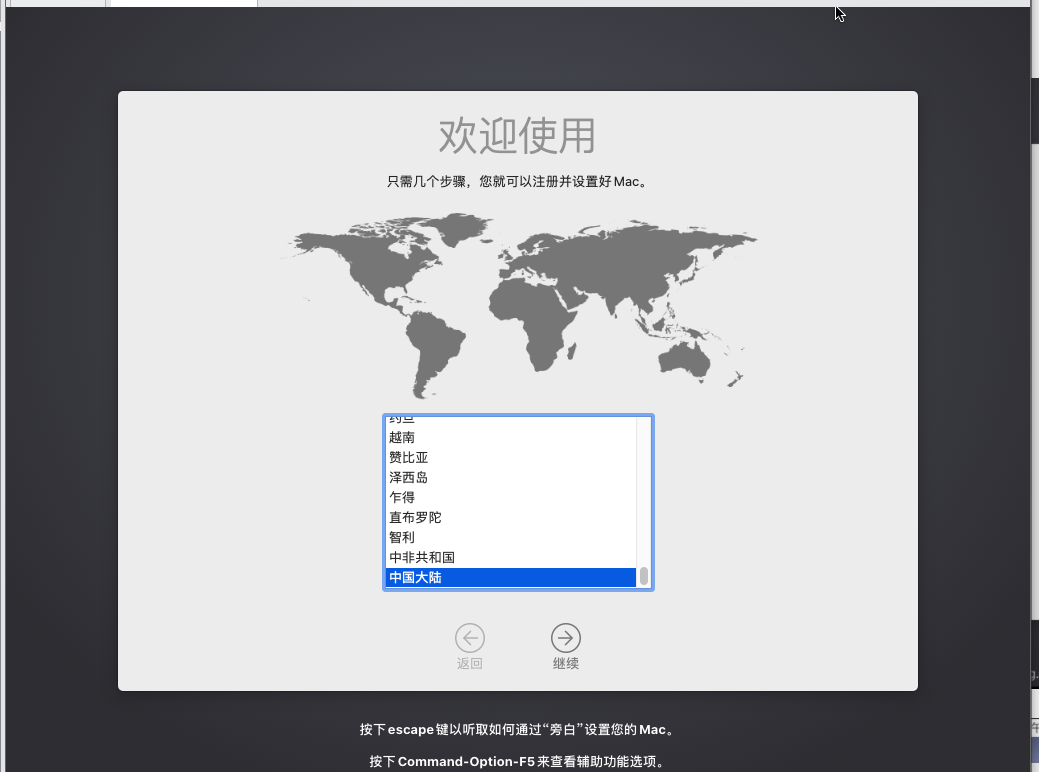 欢迎使用
只需几个步骤，您就可以注册并设置好 Mac。
约旦
越南
赞比亚
泽西岛
乍得
直布罗陀
智利
中非共和国
中国大陆
返回
继续
按下 escape 键以听取如何通过“旁白”设置您的 Mac。
按下 Command-Option-F5 来查看辅助功能选项。